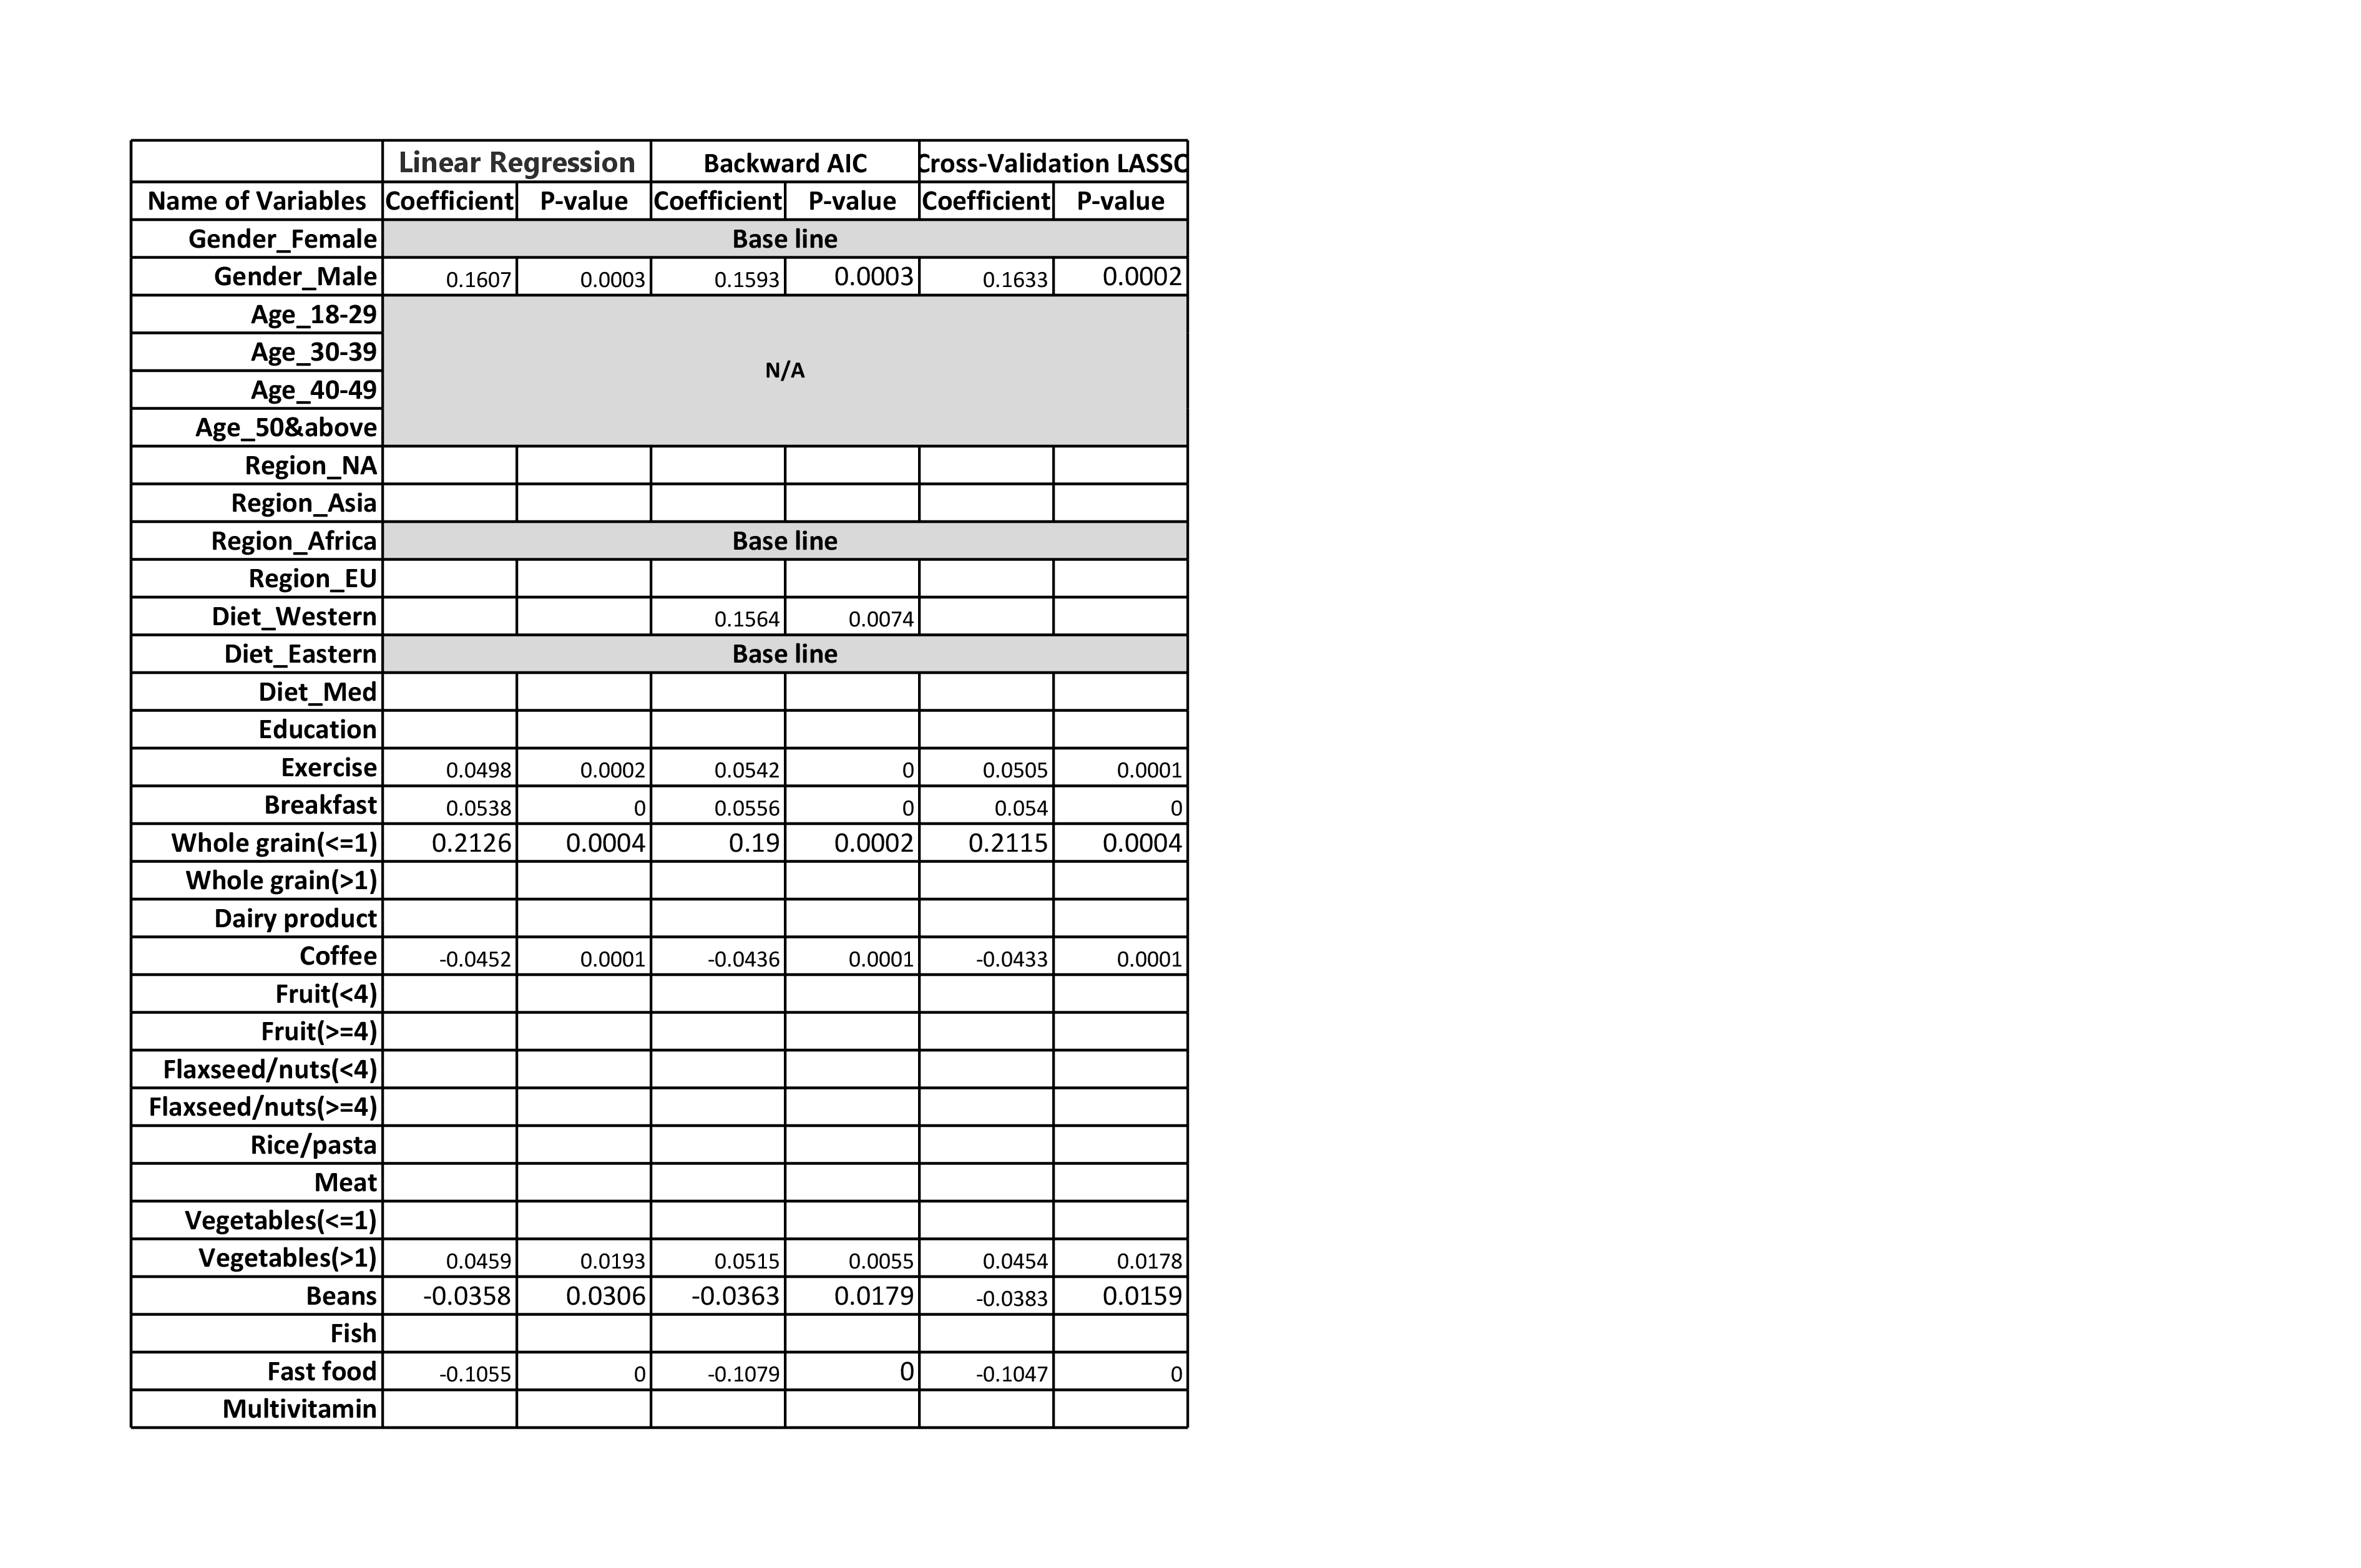 Linear Regression Backward AIC Cross-Validation LASSO
Name of Variables Coefficient P-value Coefficient P-value Coefficient P-value
Gender_Female Base line
Gender_Male 0.1607 0.0003 0.1593 0.0003 0.1633 0.0002
Age_18-29
Age_30-39
N/A
Age_40-49
Age_50&above
Region_NA
Region_Asia
Region_Africa Base line
Region_EU
Diet_Western 0.1564 0.0074
Diet_Eastern Base line
Diet_Med
Education
Exercise 0.0498 0.0002 0.0542 0 0.0505 0.0001
Breakfast 0.0538 0 0.0556 0 0.054 0
Whole grain(<=1) 0.2126 0.0004 0.19 0.0002 0.2115 0.0004
Whole grain(>1)
Dairy product
Coffee -0.0452 0.0001 -0.0436 0.0001 -0.0433 0.0001
Fruit(<4)
Fruit(>=4)
Flaxseed/nuts(<4)
Flaxseed/nuts(>=4)
Rice/pasta
Meat
Vegetables(<=1)
Vegetables(>1) 0.0459 0.0193 0.0515 0.0055 0.0454 0.0178
Beans -0.0358 0.0306 -0.0363 0.0179 -0.0383 0.0159
Fish
Fast food -0.1055 0 -0.1079 0 -0.1047 0
Multivitamin